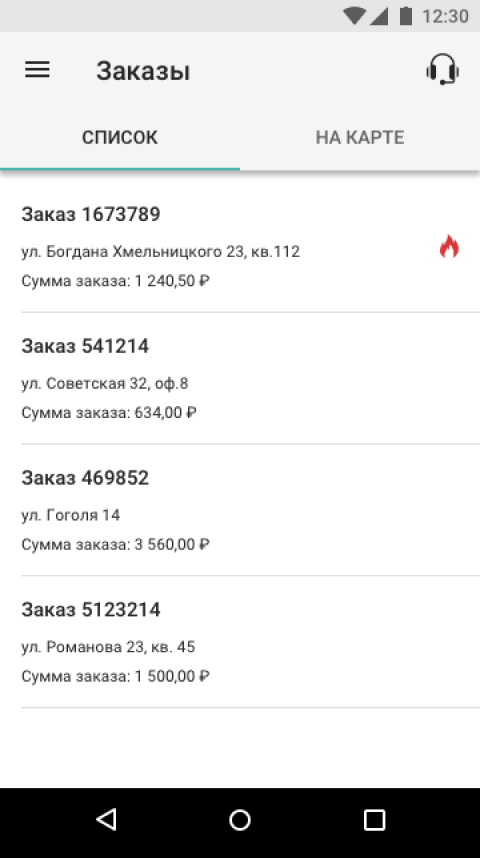 12:30
Заказы
СПИСОК
НА КАРТЕ
Заказ 1673789
ул. Богдана Хмельницкого 23, кв.112
Сумма заказа: 1 240,50 ₽
Заказ 541214
ул. Советская 32, оф.8
Сумма заказа: 634,00 ₽
Заказ 469852
ул. Гоголя 14
Сумма заказа: 3 560,00 ₽
Заказ 5123214
ул. Романова 23, кв. 45
Сумма заказа: 1 500,00 ₽